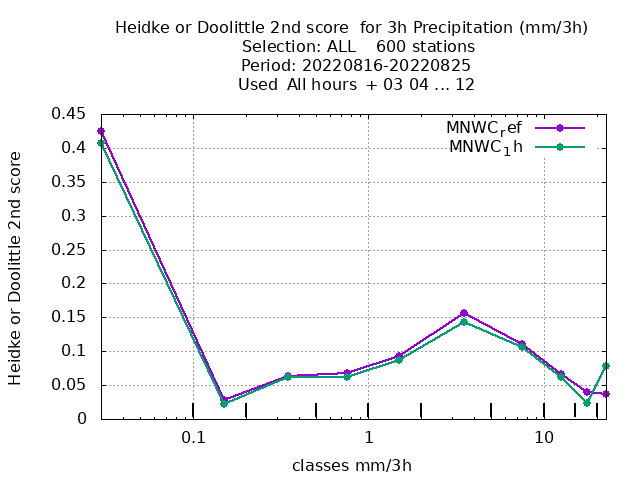 Heidke or Doolittle 2nd score  for 3h Precipitation (mm/3h)
Selection: ALL    600 stations
Period: 20220816-20220825
Used  All hours  + 03 04 ... 12
MNWC_ref
MNWC_1h
Heidke or Doolittle 2nd score
0.45
0.4
0.35
0.3
0.25
0.2
0.15
0.1
0.05
0
0.1
1
10
classes mm/3h